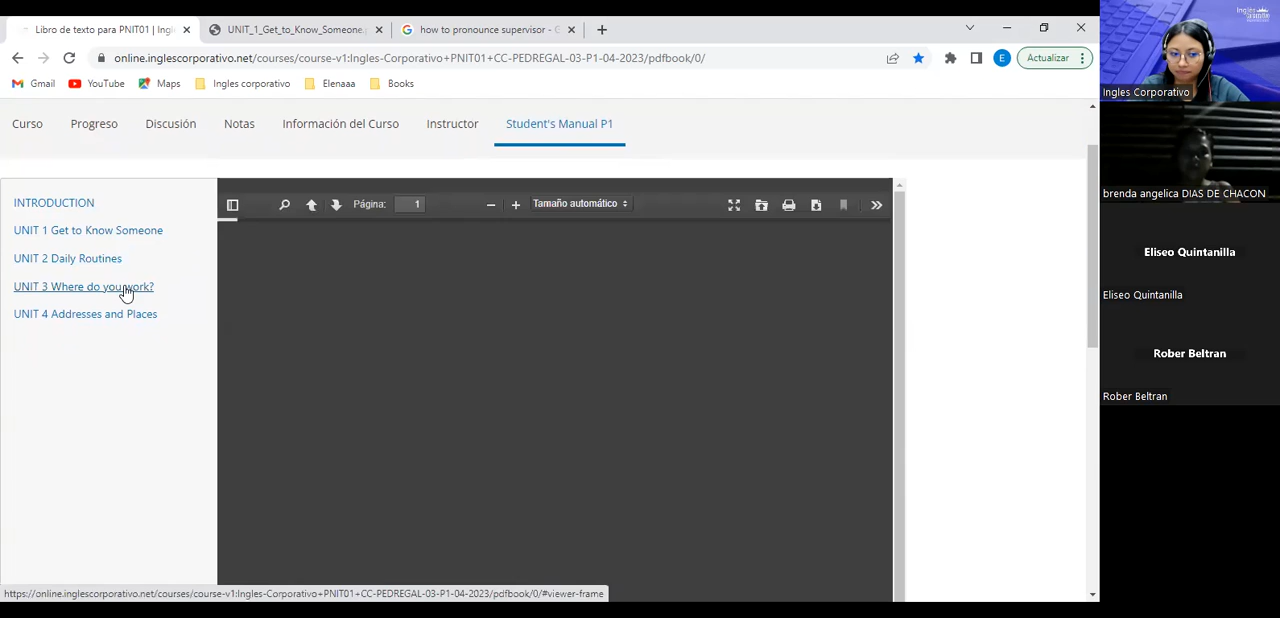 Libro de texto para PNIT01 | Ingl
UNIT_1_Get_to_Know_Someone.p
how to pronounce supervisor - G
online.inglescorporativo.net/courses/course-v1:Ingles-Corporativo+PNIT01+CC-PEDREGAL-03-P1-04-2023/pdfbook/0/
E
Actualizar
Gmail
YouTube
Maps
Ingles corporativo
Elenaaa
Books
Curso
Progreso
Discusión
Notas
Información del Curso
Instructor
Student's Manual P1
INTRODUCTION
UNIT 1 Get to Know Someone
UNIT 2 Daily Routines
UNIT 3 Where do you work?
UNIT 4 Addresses and Places
Página: 1
Tamaño automático
https://online.inglescorporativo.net/courses/course-v1:Ingles-Corporativo+PNIT01+CC-PEDREGAL-03-P1-04-2023/pdfbook/0/#viewer-frame
Ingles
Ingles Corporativo
brenda angelica DIAS DE CHACON
Eliseo Quintanilla
Eliseo Quintanilla
Rober Beltran
Rober Beltran